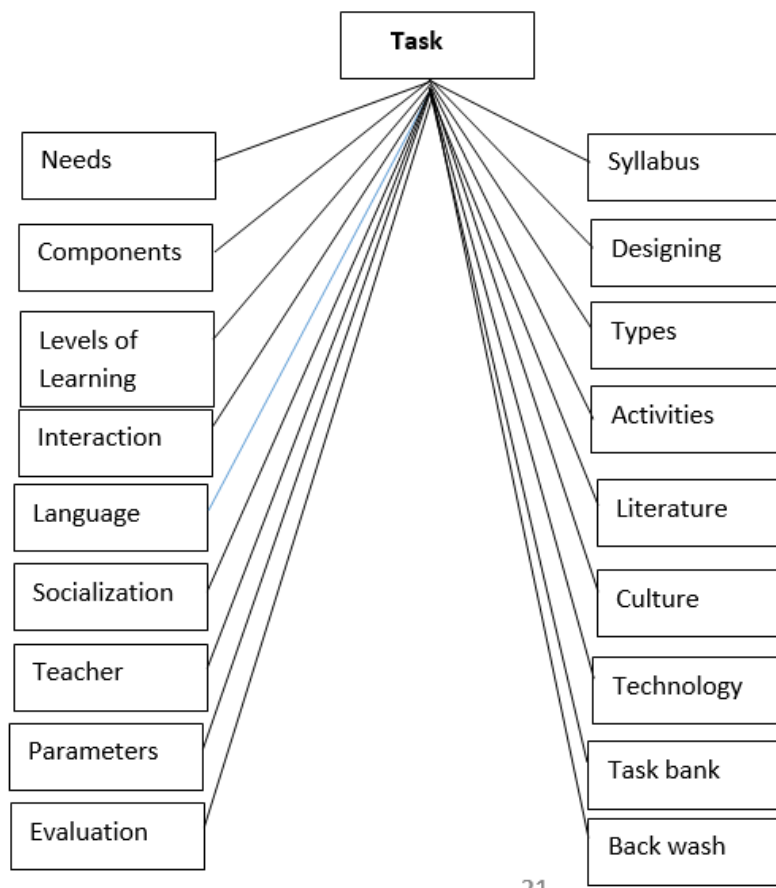 Task
Needs
Components
Levels of
Learning
Interaction
Language
Socialization
Teacher
Parameters
Evaluation
Syllabus
Designing
Types
Activities
Literature
Culture
Technology
Task bank
Back wash